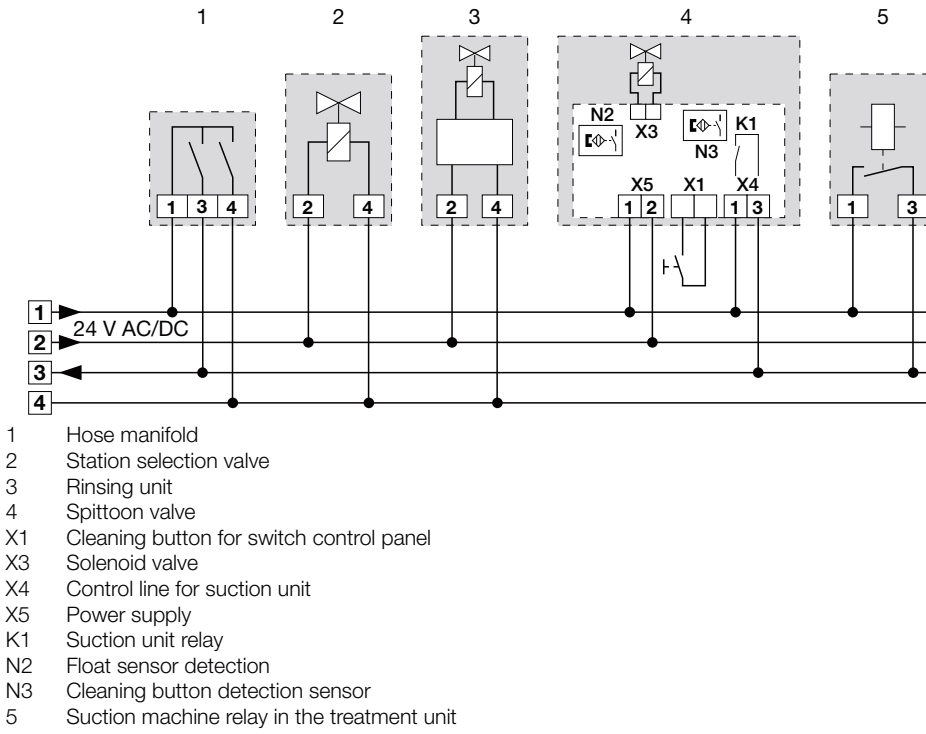 1 2 3 4 5
N2 X3 N3 K1
X5 X1 X4
1 3 4 2 4 2 4 1 2 1 3 1 3
1
24 V AC/DC
2
3
4
1 Hose manifold
2 Station selection valve
3 Rinsing unit
4 Spittoon valve
X1 Cleaning button for switch control panel
X3 Solenoid valve
X4 Control line for suction unit
X5 Power supply
K1 Suction unit relay
N2 Float sensor detection
N3 Cleaning button detection sensor
5 Suction machine relay in the treatment unit